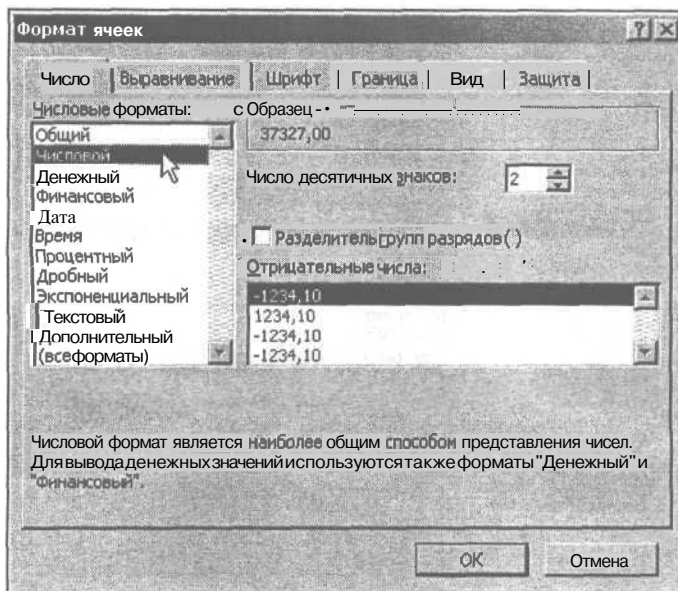 Формат ячеек
Число | Выравнивание | Шрифт | Граница | Вид | Защита |
Числовые форматы:
Общий
Числовой
Денежный
Финансовый
Дата
Время
Процентный
Дробный
Экспоненциальный
Текстовый
Дополнительный
(все форматы)
Образец
37327,00
Число десятичных знаков: 2
Разделитель групп разрядов ( )
Отрицательные числа:
-1234,10
1234,10
-1234,10
-1234,10
Числовой формат является наиболее общим способом представления чисел.
Для вывода денежных значений используются также форматы "Денежный" и
"Финансовый".
OK
Отмена